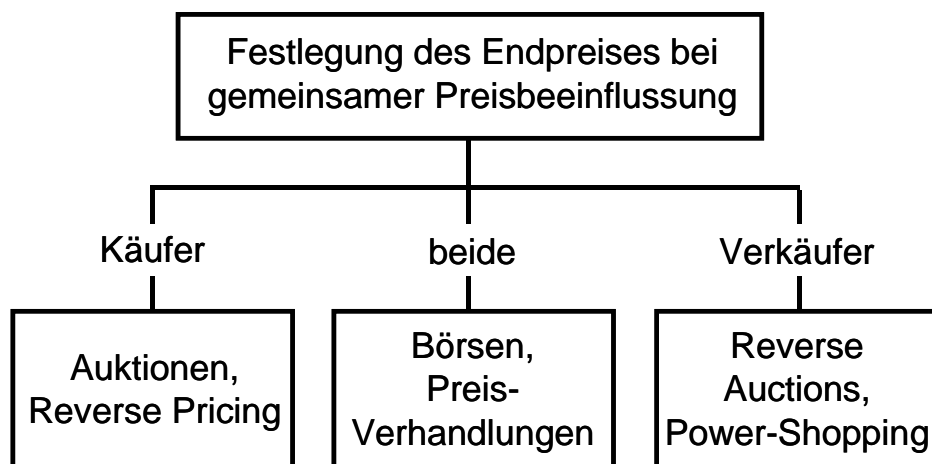 Festlegung des Endpreises bei
gemeinsamer Preisbeeinflussung
Käufer
beide
Verkäufer
Auktionen,
Reverse Pricing
Börsen,
Preis-
Verhandlungen
Reverse
Auctions,
Power-Shopping